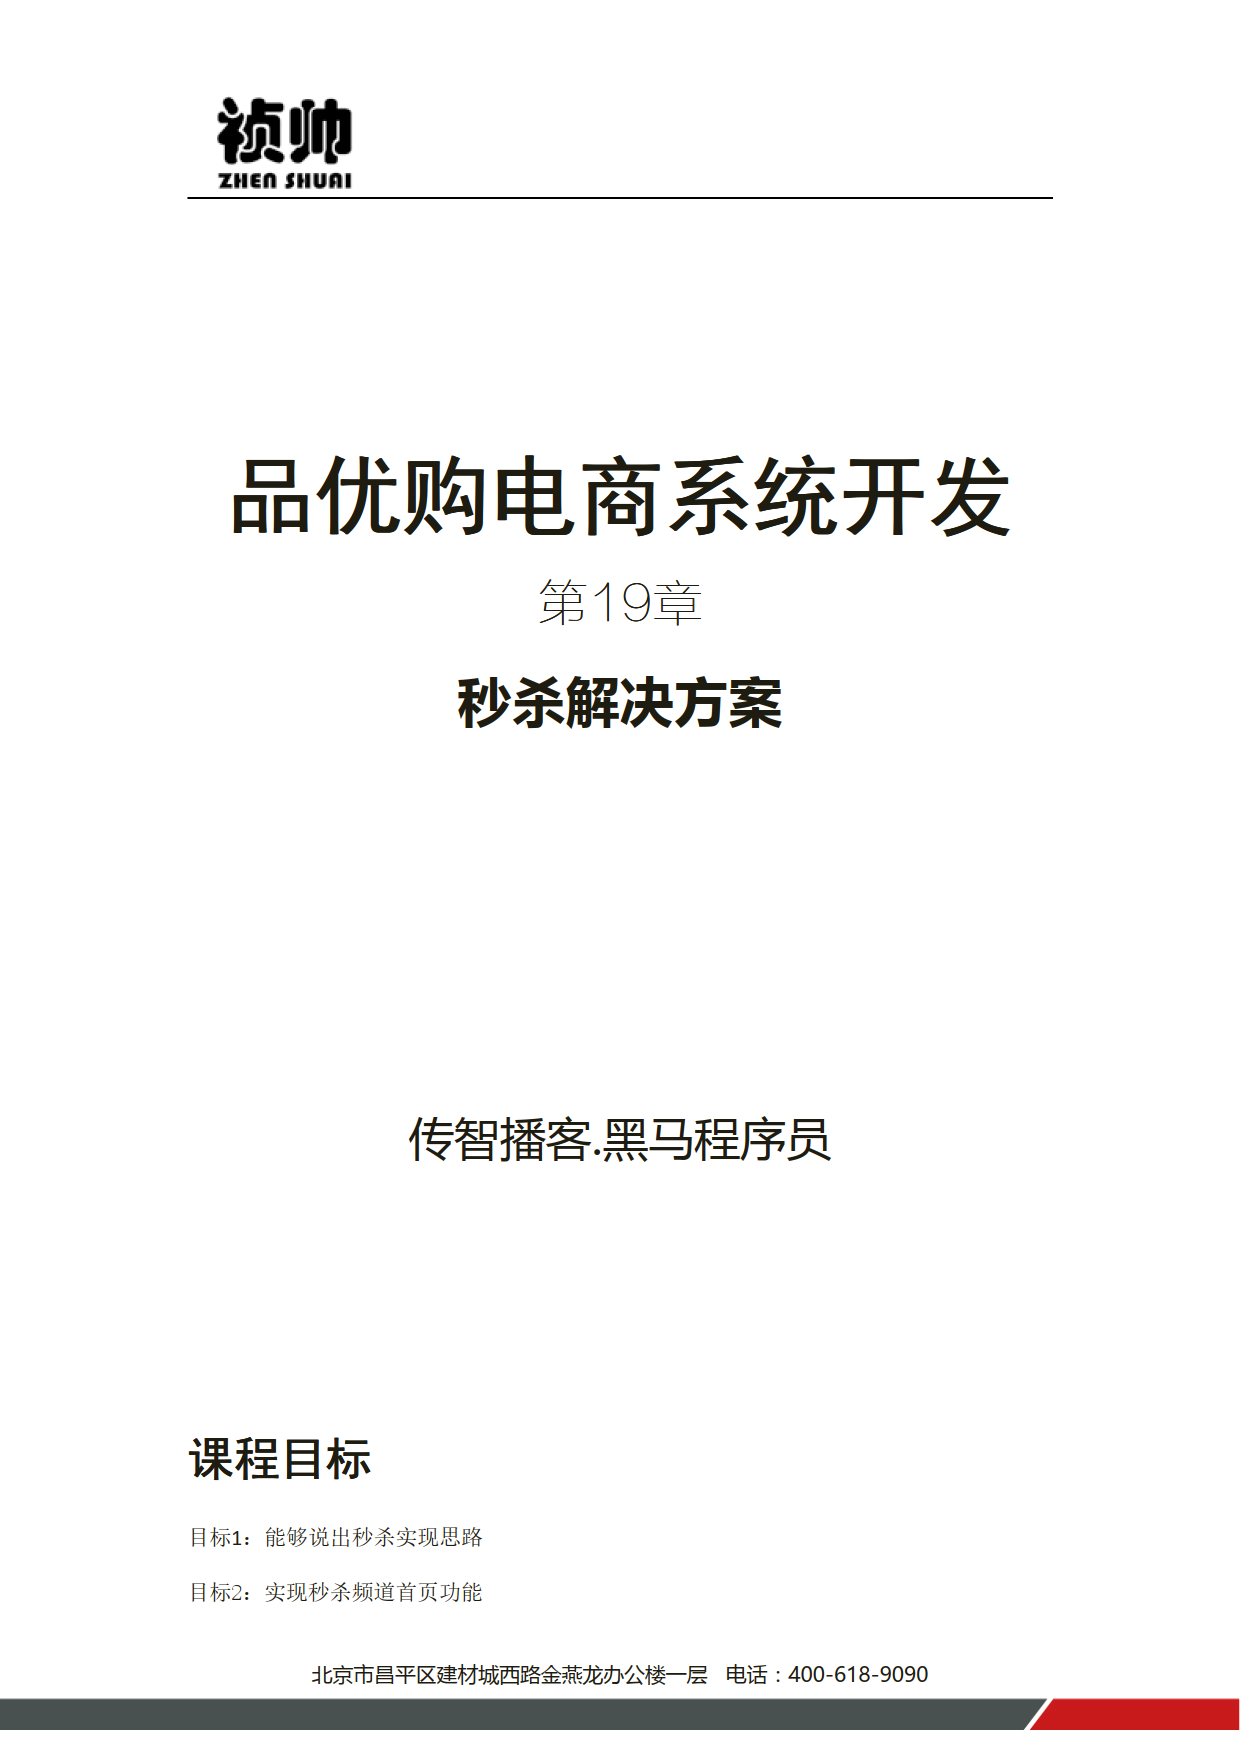 祯帅
ZHEN SHUAI
品优购电商系统开发
第19章
秒杀解决方案
传智播客.黑马程序员
课程目标
目标1：能够说出秒杀实现思路
目标2：实现秒杀频道首页功能
北京市昌平区建材城西路金燕龙办公楼一层 电话：400-618-9090